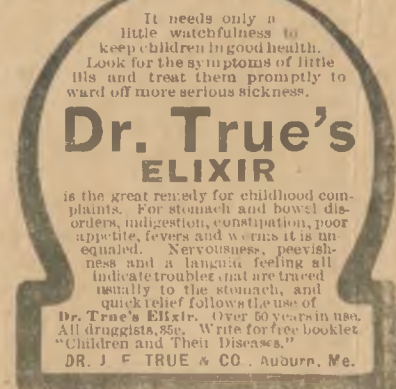 It needs only a
little watchfulness to
keep children in good health.
Look for the symptoms of little
ills and treat them promptly to
ward off more serious sickness.
Dr. True's
ELIXIR
is the great remedy for childhood com-
plaints. For stomach and bowel dis-
orders, indigestion, constipation, poor
appetite, fevers and worms it is un-
equaled. Nervousness, peevish-
ness and a languid feeling all
indicate troubles that are traced
usually to the stomach, and
quick relief follows the use of
Dr. True's Elixir. Over 50 years in use.
All druggists, 35c. Write for free booklet
"Children and Their Diseases."
DR. J. F. TRUE & CO., Auburn, Me.